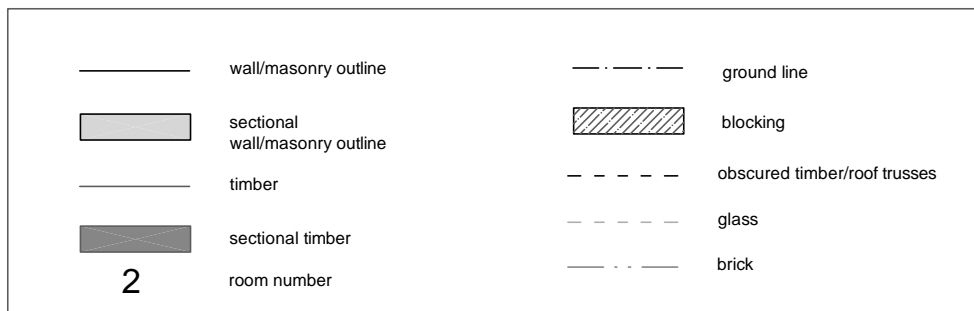 wall/masonry outline
sectional
wall/masonry outline
timber
sectional timber
2
room number
ground line
blocking
obscured timber/roof trusses
glass
brick